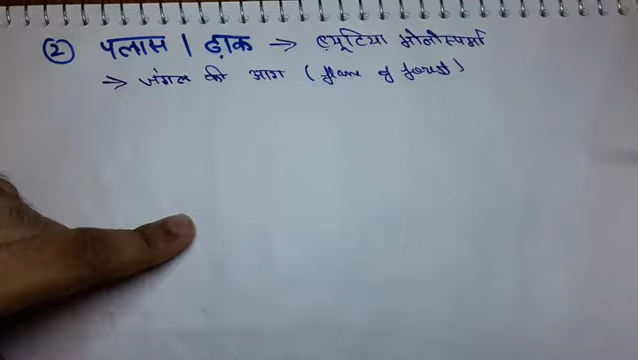 ② पलास / ढ़ाक → ब्यूटिया मोनोस्पर्मा
→ जंगल की आग (flame of forest)